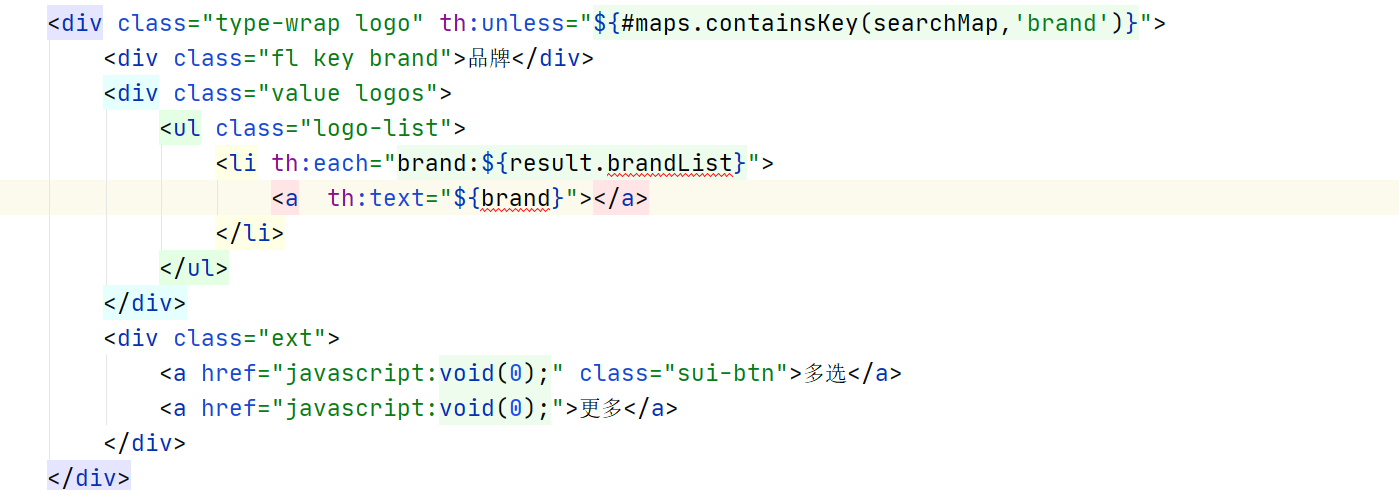 <div class="type-wrap logo" th:unless="${#maps.containsKey(searchMap,'brand')}">
    <div class="fl key brand">品牌</div>
    <div class="value logos">
        <ul class="logo-list">
            <li th:each="brand:${result.brandList}">
                <a  th:text="${brand}"></a>
            </li>
        </ul>
    </div>
    <div class="ext">
        <a href="javascript:void(0);" class="sui-btn">多选</a>
        <a href="javascript:void(0);">更多</a>
    </div>
</div>